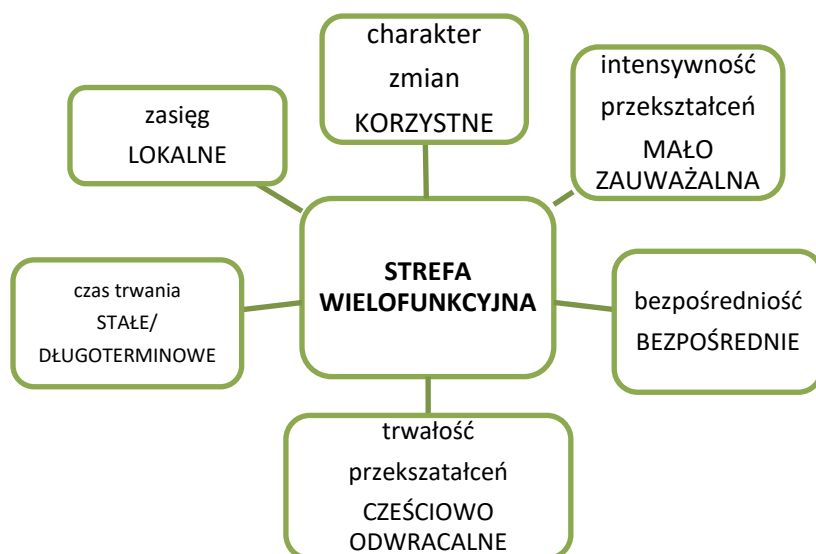 charakter
zmian
KORZYSTNE
intensywność
przekształceń
MAŁO
ZAUWAŻALNA
zasięg
LOKALNE
STREFA
WIELOFUNKCYJNA
czas trwania
STAŁE/
DŁUGOTERMINOWE
bezpośredniość
BEZPOŚREDNIE
trwałość
przekszatałceń
CZEŚCIOWO
ODWRACALNE